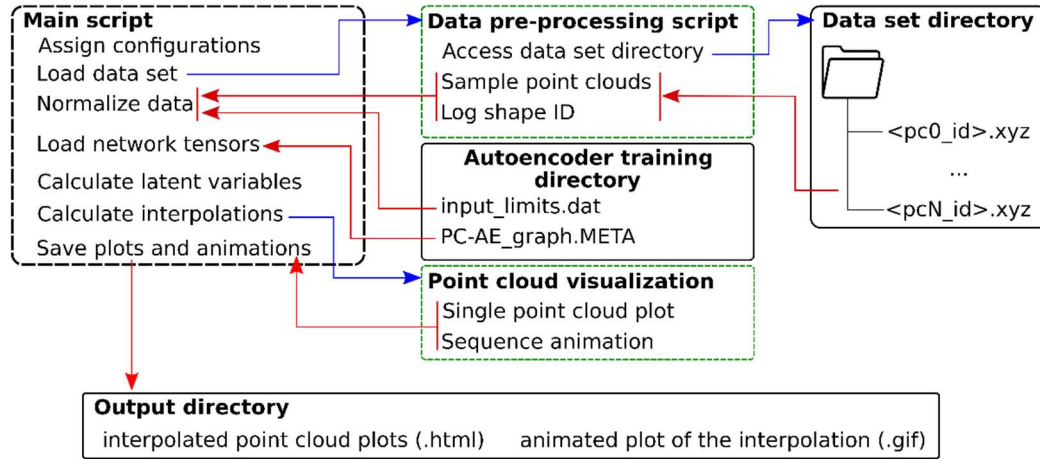 Main script
Assign configurations
Load data set
Normalize data
Load network tensors
Calculate latent variables
Calculate interpolations
Save plots and animations
Data pre-processing script
Access data set directory
Sample point clouds
Log shape ID
Autoencoder training
directory
input_limits.dat
PC-AE_graph.META
Point cloud visualization
Single point cloud plot
Sequence animation
Data set directory
<pc0_id>.xyz
...
<pcN_id>.xyz
Output directory
interpolated point cloud plots (.html) animated plot of the interpolation (.gif)